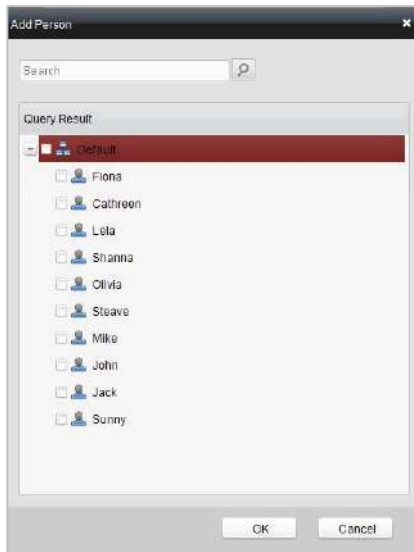 Add Person
Search
Query Result
Default
Fiona
Cathreen
Lela
Shanna
Olivia
Steave
Mike
John
Jack
Sunny
OK
Cancel